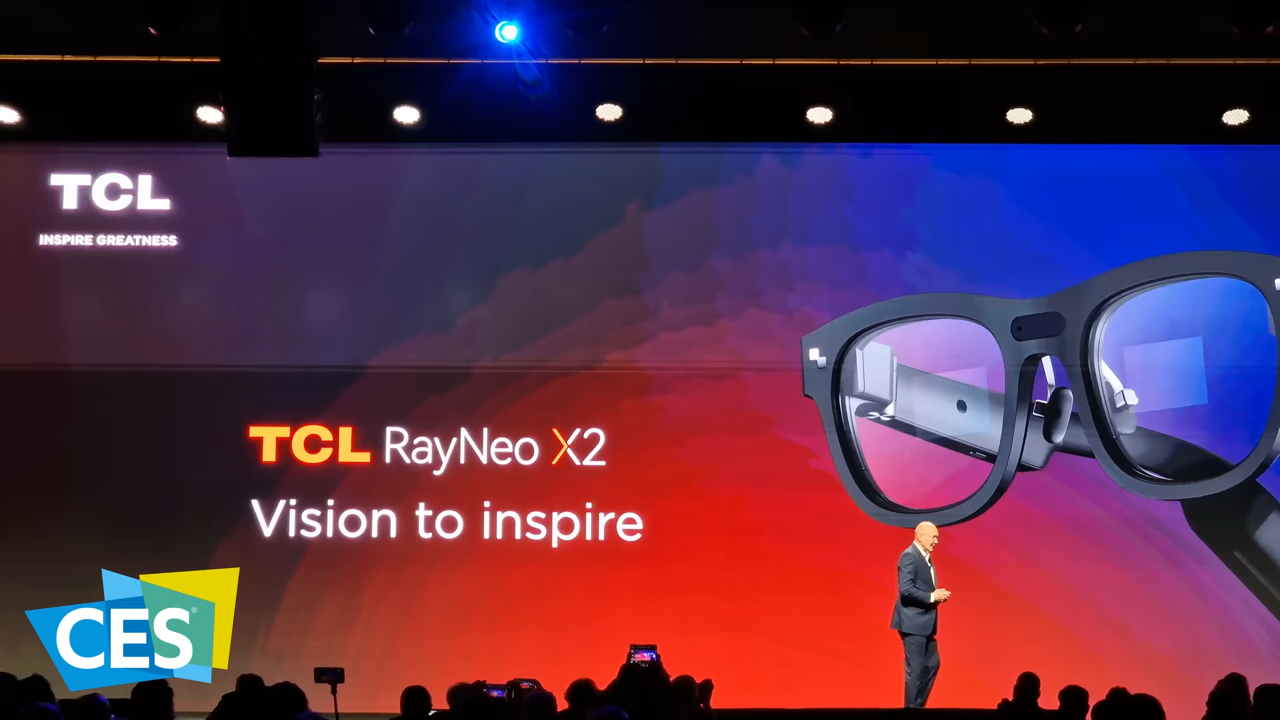 TCL
INSPIRE GREATNESS
TCL RayNeo X2
Vision to inspire
CES®